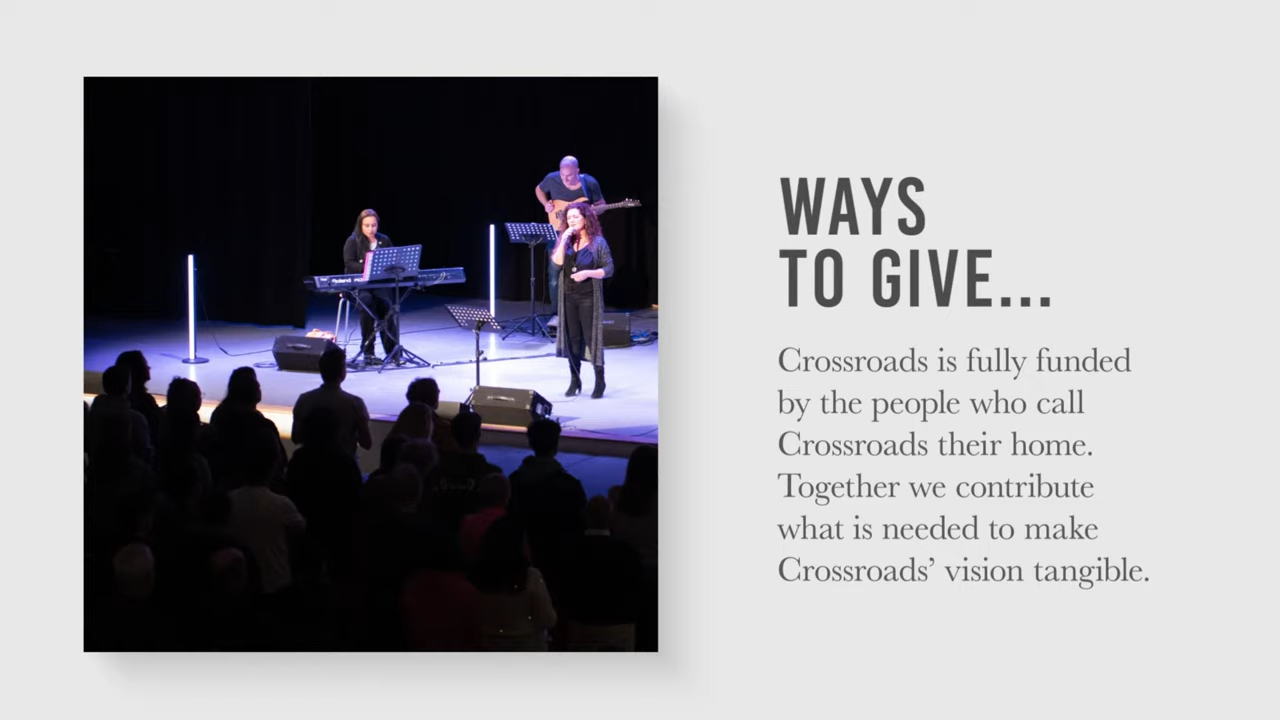 WAYS
TO GIVE...
Crossroads is fully funded
by the people who call
Crossroads their home.
Together we contribute
what is needed to make
Crossroads’ vision tangible.
Roland